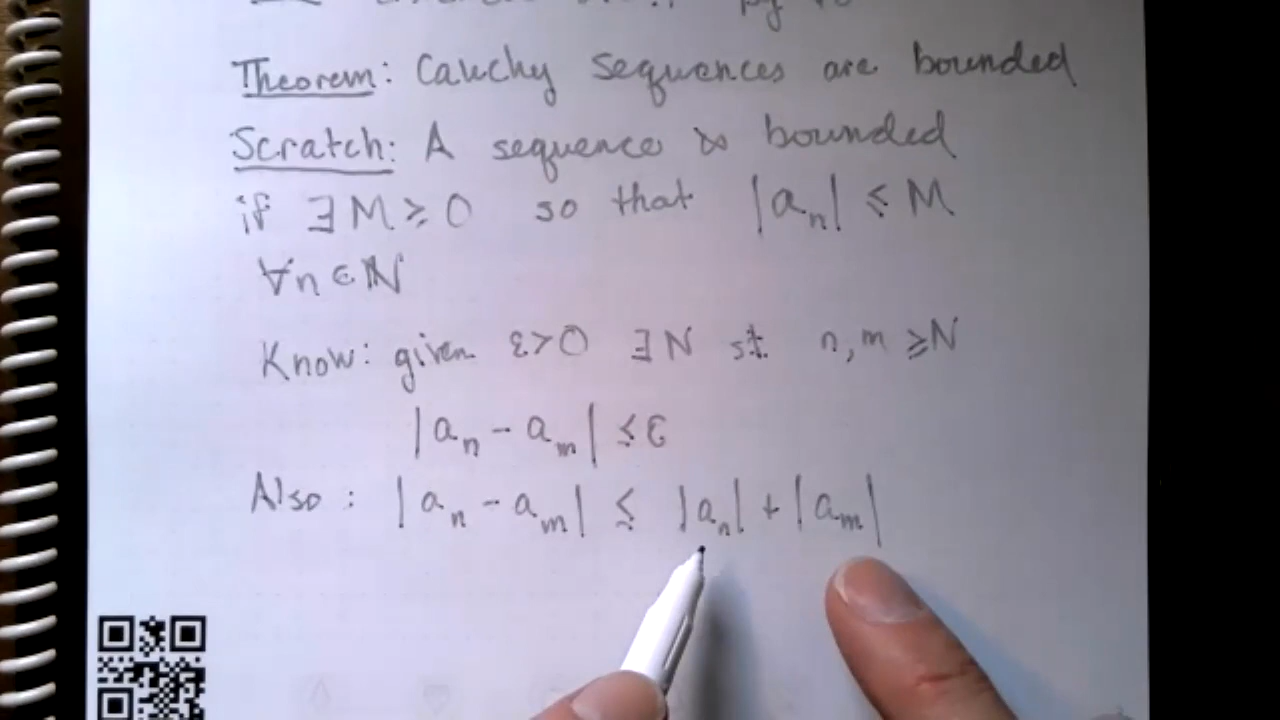 Theorem: Cauchy sequences are bounded
Scratch: A sequence is bounded
if ∃M ≥ 0 so that |aₙ| ≤ M
∀n ∈ ℕ
Know: given ε>0 ∃N st. n,m ≥N
|aₙ - aₘ| ≤ ε
Also: |aₙ - aₘ| ≤ |aₙ| + |aₘ|